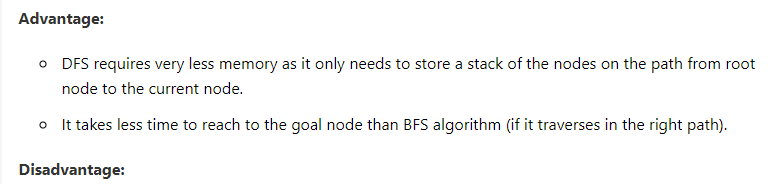 Advantage:
DFS requires very less memory as it only needs to store a stack of the nodes on the path from root
node to the current node.
It takes less time to reach to the goal node than BFS algorithm (if it traverses in the right path).
Disadvantage: